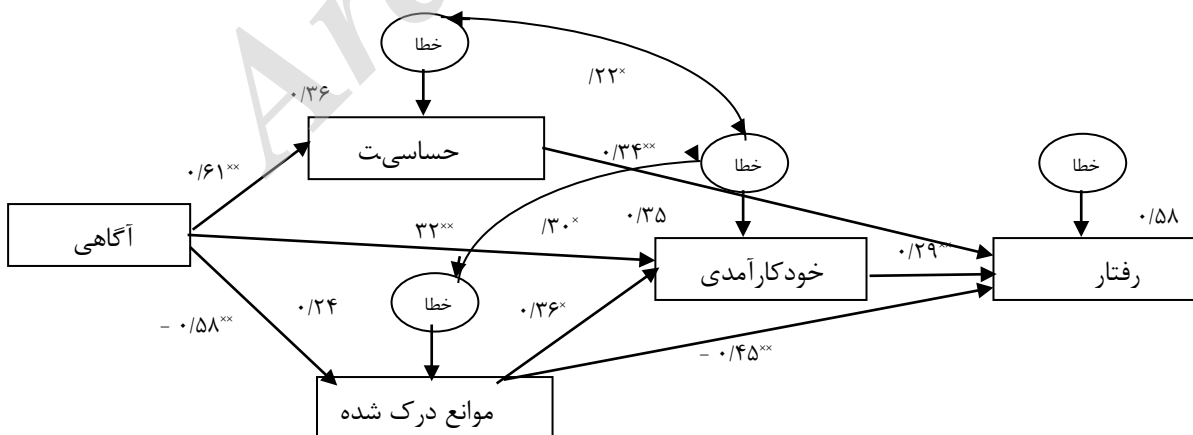 خطا
/۲۲××
۰/۳۶
حساسیت
۰/۳۴××
خطا
خطا
۰/۶۱××
آگاهی
۳۲××
/۳۰×
۰/۳۵
خودکارآمدی
۰/۲۹××
۰/۵۸
رفتار
خطا
- ۰/۵۸××
۰/۲۴
۰/۳۶×
- ۰/۴۵××
موانع درک شده